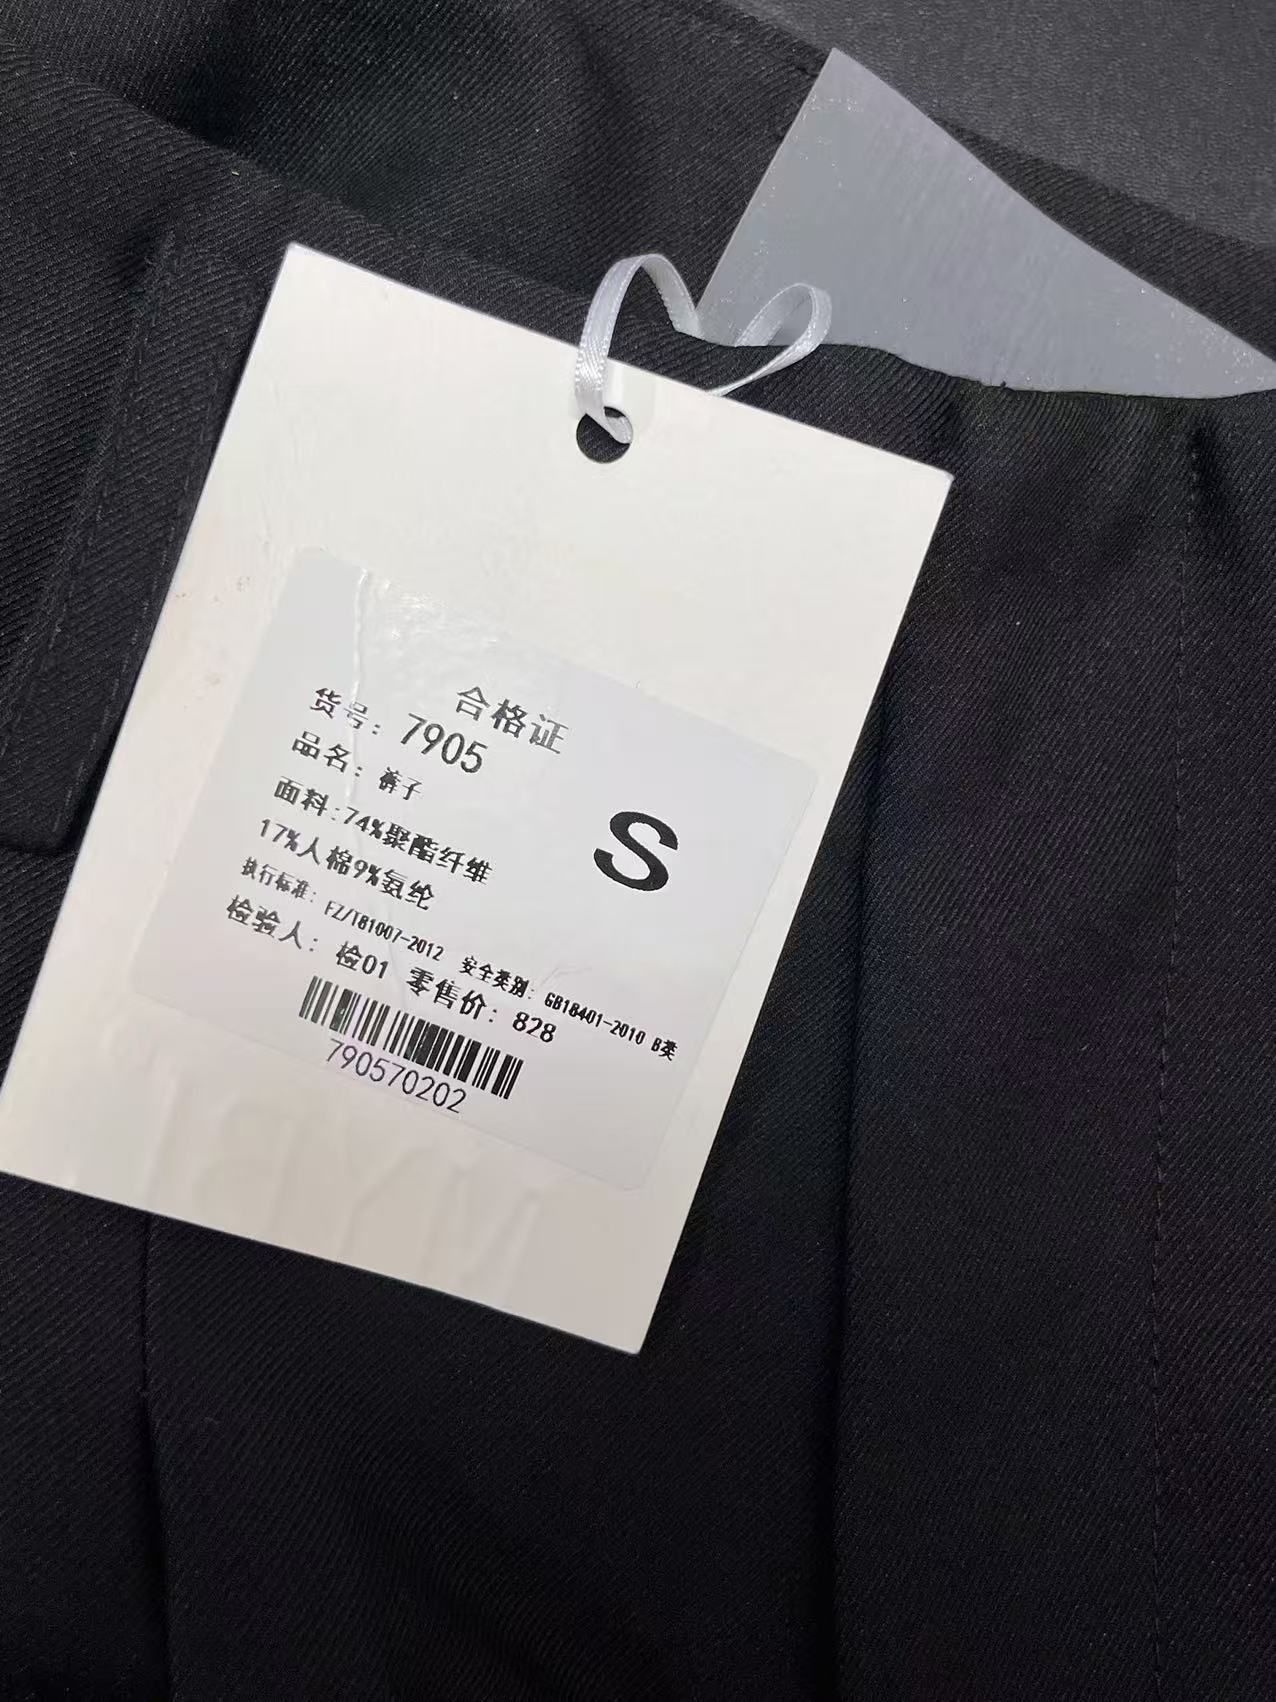 合格证
货号: 7905
品名: 裤子
面料:74%聚酯纤维
17%人棉9%氨纶
S
执行标准: FZ/T81007-2012 安全类别: GB18401-2010 B类
检验人: 检01 零售价: 828
790570202